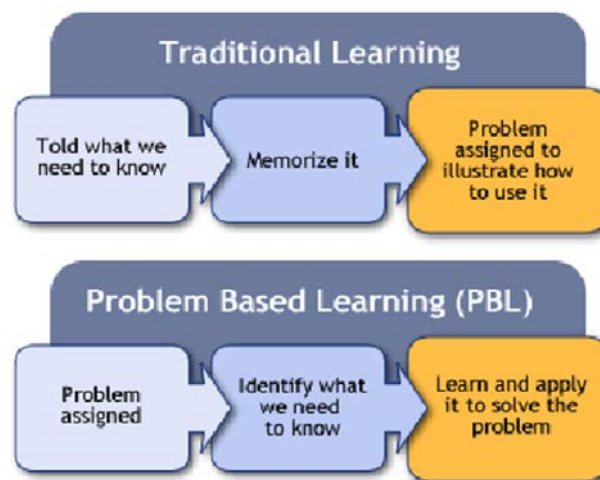 Traditional Learning
Told what we
need to know
Memorize it
Problem
assigned to
illustrate how
to use it
Problem Based Learning (PBL)
Problem
assigned
Identify what
we need
to know
Learn and apply
it to solve the
problem